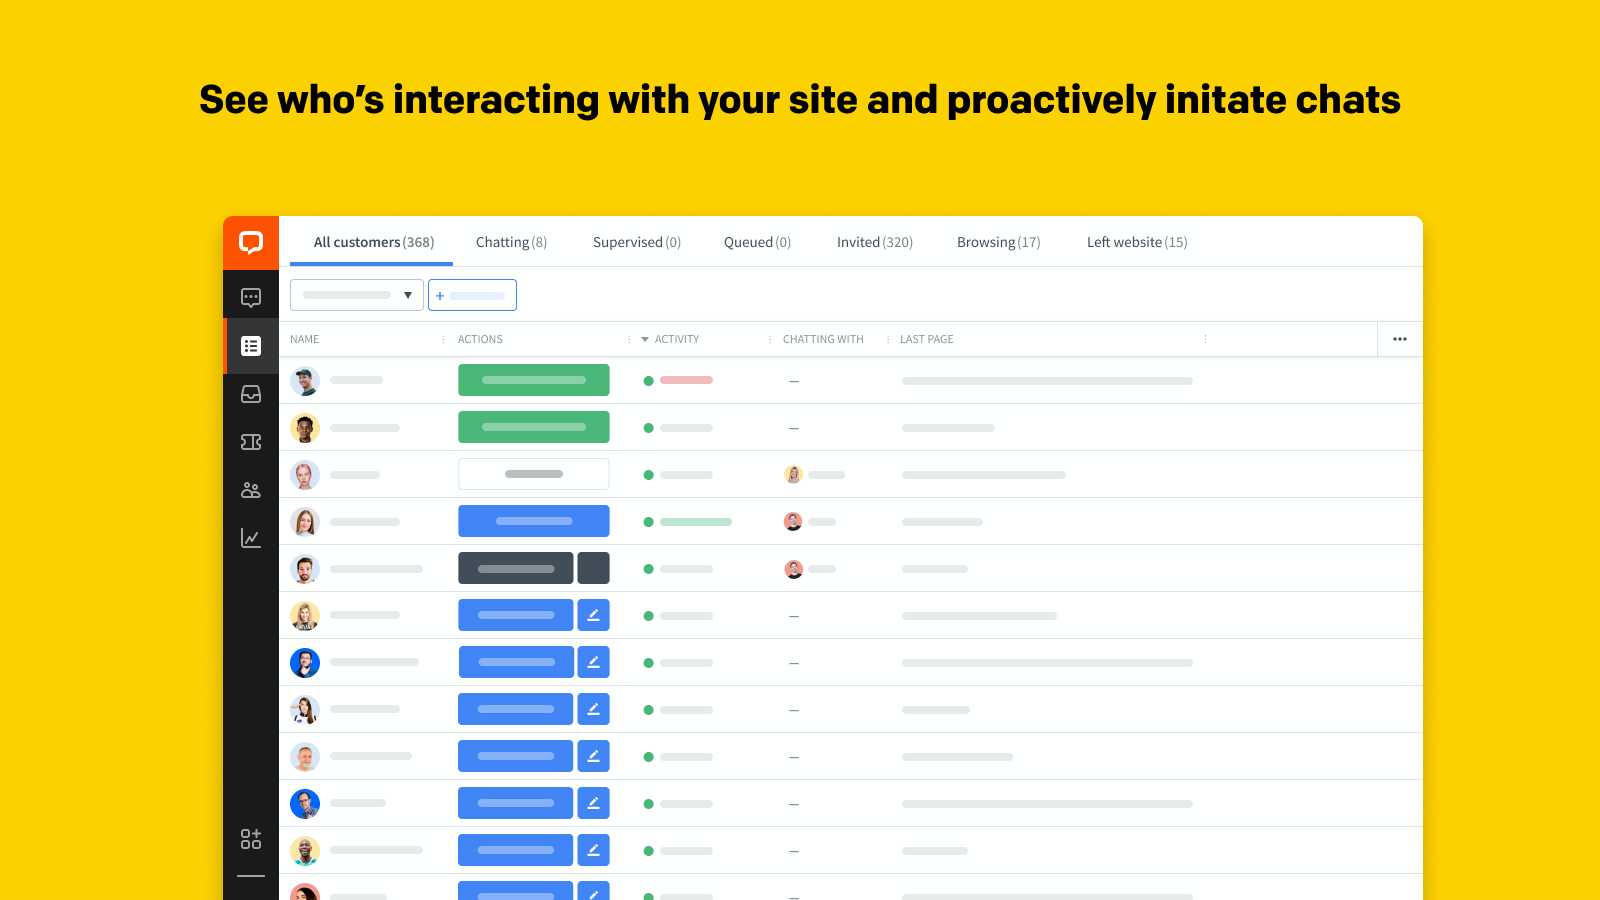 See who’s interacting with your site and proactively initate chats
All customers (368) Chatting (8) Supervised (0) Queued (0) Invited (320) Browsing (17) Left website (15)
+
NAME ACTIONS ACTIVITY CHATTING WITH LAST PAGE